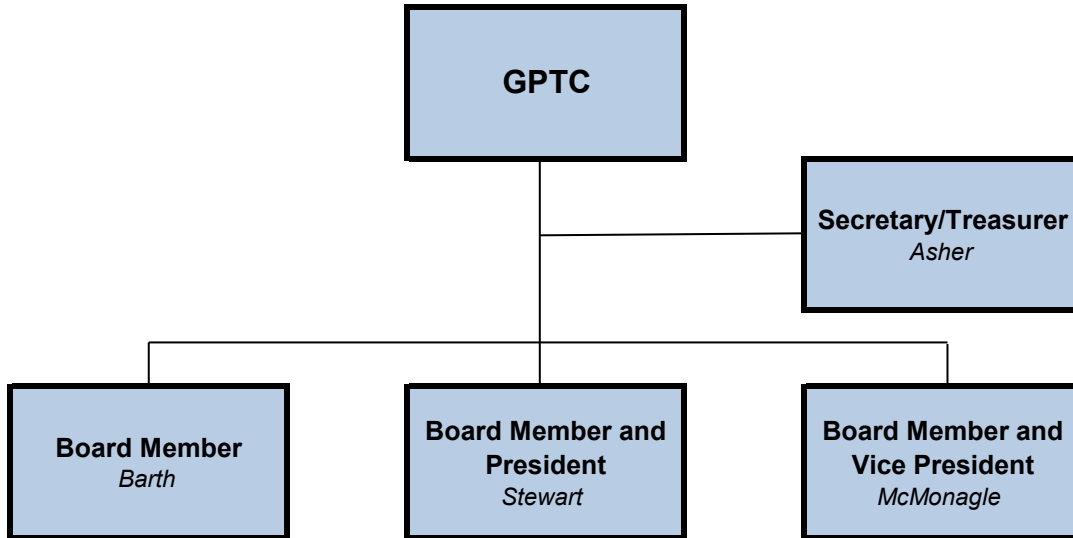 GPTC
Secretary/Treasurer
Asher
Board Member
Barth
Board Member and
President
Stewart
Board Member and
Vice President
McMonagle